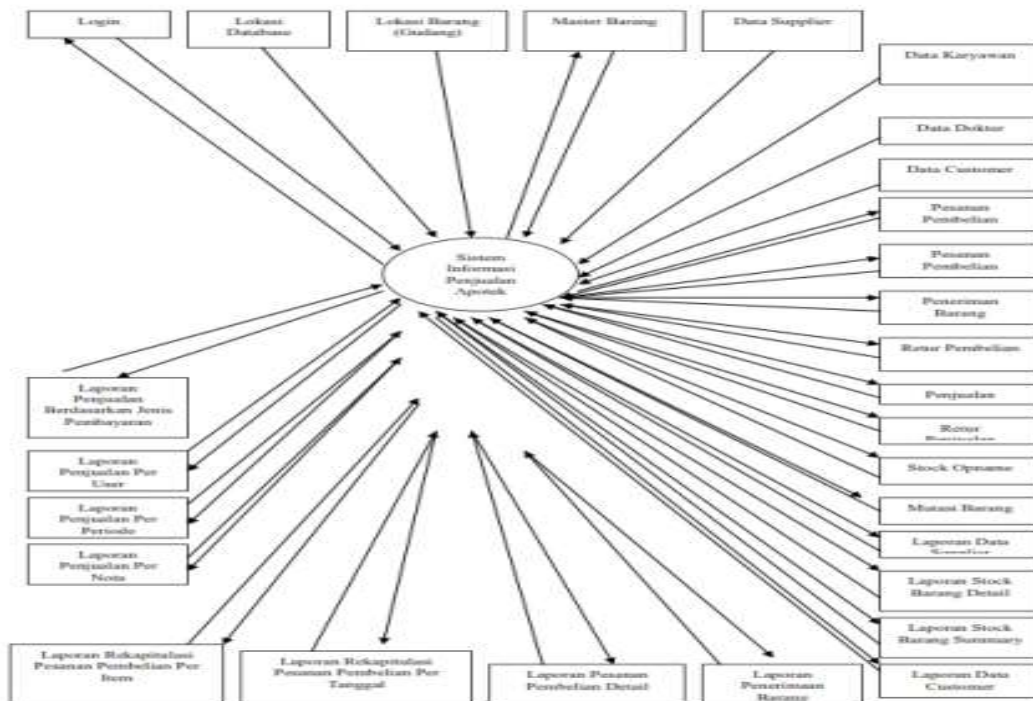 Login
Lokasi
Database
Lokasi Barang
(Gudang)
Master Barang
Data Supplier
Data Karyawan
Data Dokter
Data Customer
Pesanan
Pembelian
Pesanan
Pembelian
Peneriman
Barang
Retur Pembelian
Penjualan
Retur
Penjualan
Stock Opname
Mutasi Barang
Laporan Data
Supplier
Laporan Stock
Barang Detail
Laporan Stock
Barang Summary
Laporan Data
Customer
Sistem
Informasi
Penjualan
Apotek
Laporan
Penjualan
Berdasarkan Jenis
Pembayaran
Laporan
Penjualan Per
User
Laporan
Penjualan Per
Periode
Laporan
Penjualan Per
Nota
Laporan Rekapitulasi
Pesanan Pembelian Per
Item
Laporan Rekapitulasi
Pesanan Pembelian Per
Tanggal
Laporan Pesanan
Pembelian Detail
Laporan
Penerimaan
Barang